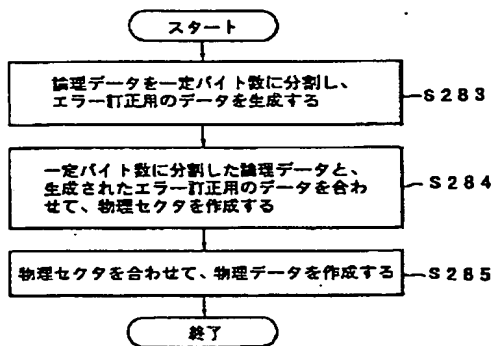 スタート
論理データを一定バイト数に分割し、
エラー訂正用のデータを生成する
S283
一定バイト数に分割した論理データと、
生成されたエラー訂正用のデータを合わ
せて、物理セクタを作成する
S284
物理セクタを合わせて、物理データを作成する
S285
終了